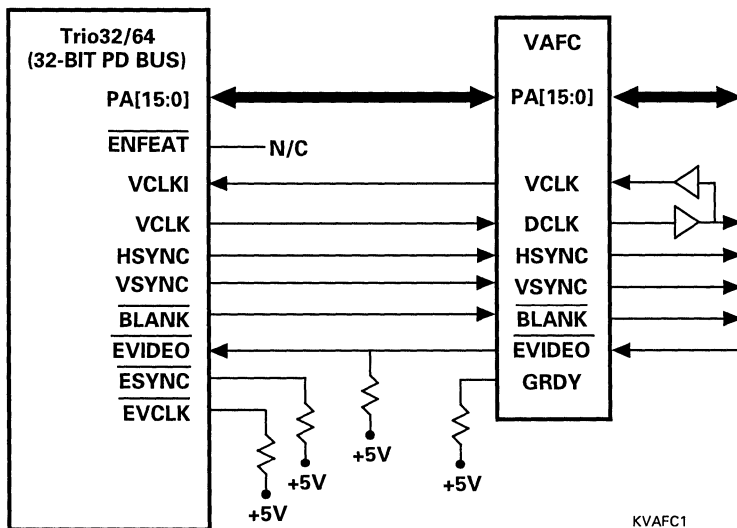 Trio32/64
(32-BIT PD BUS)
PA[15:0]
ENFEAT
N/C
VCLKI
VCLK
HSYNC
VSYNC
BLANK
EVIDEO
ESYNC
EVCLK
+5V
+5V
+5V
+5V
VAFC
PA[15:0]
VCLK
DCLK
HSYNC
VSYNC
BLANK
EVIDEO
GRDY
KVAFC1